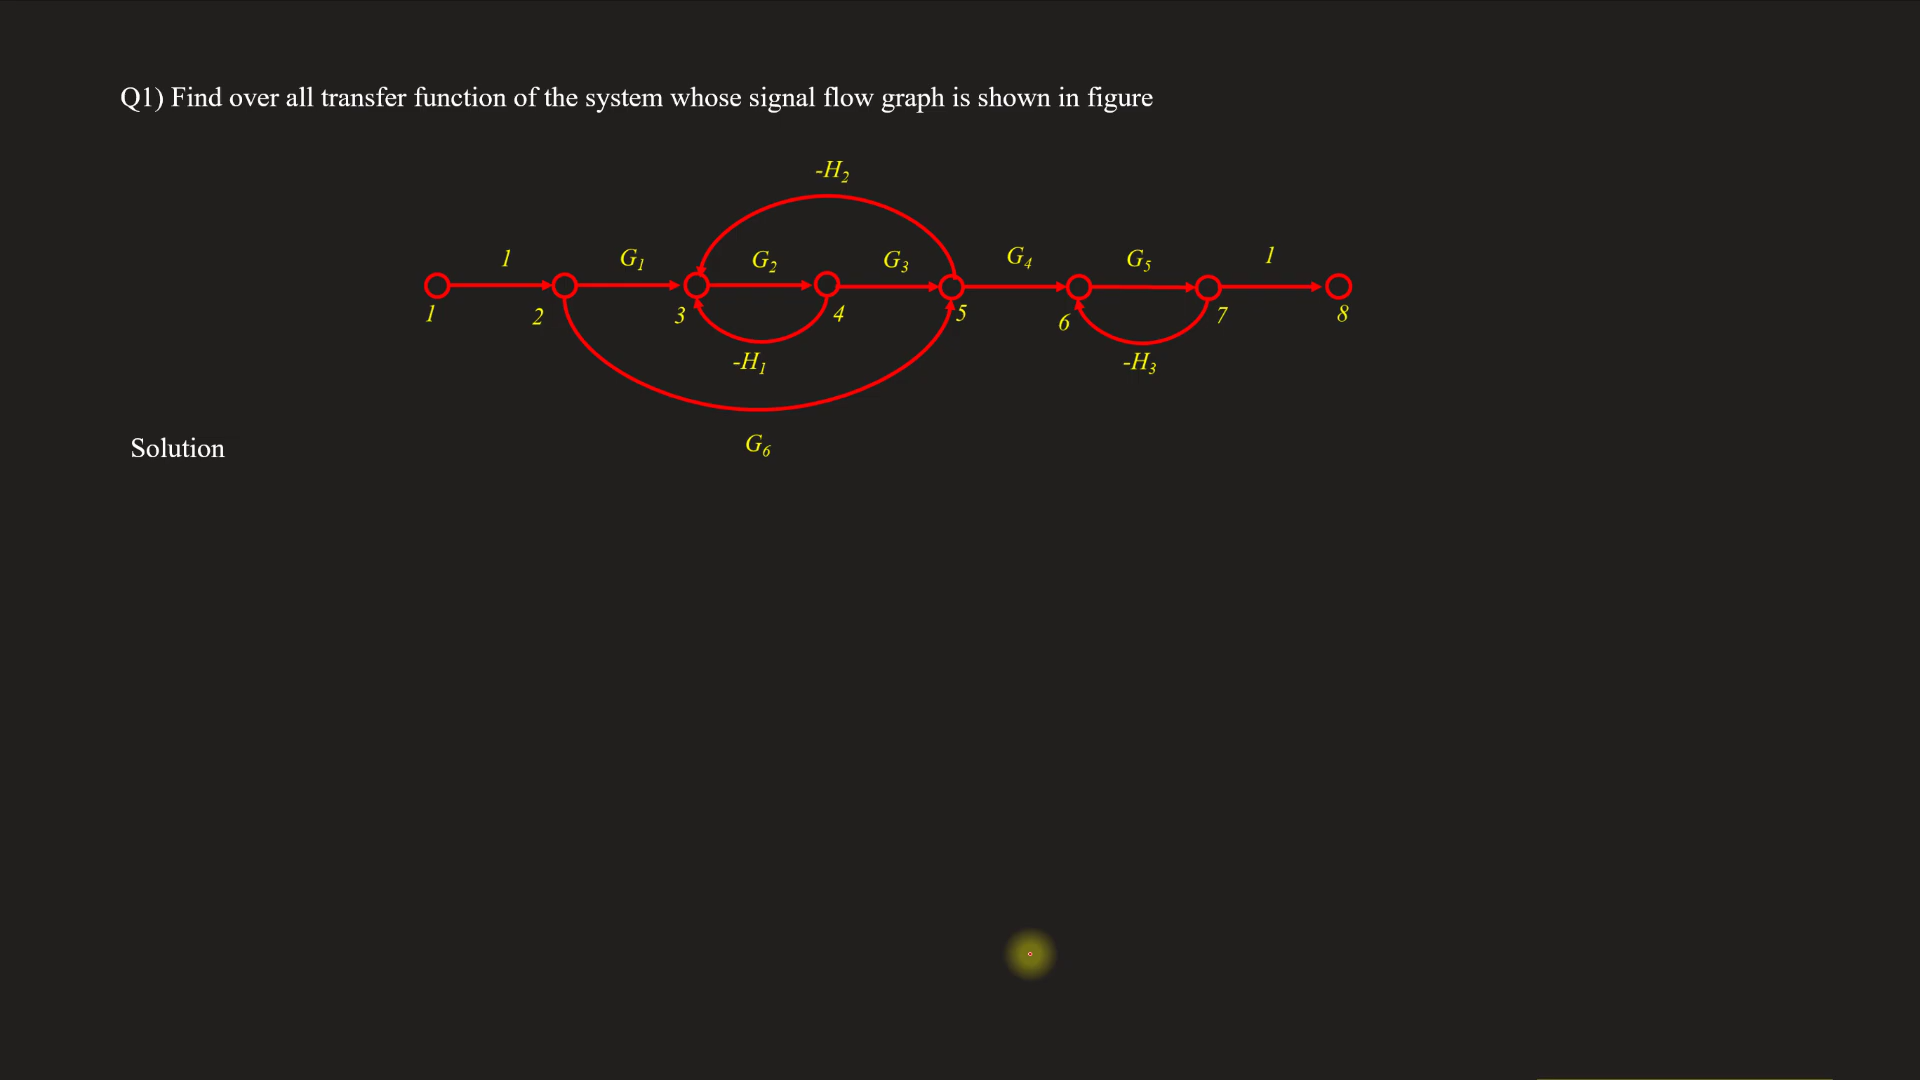 Q1) Find over all transfer function of the system whose signal flow graph is shown in figure
-H2
1 G1 G2 G3 G4 G5 1
1 2 3 4 5 6 7 8
-H1 -H3
G6
Solution